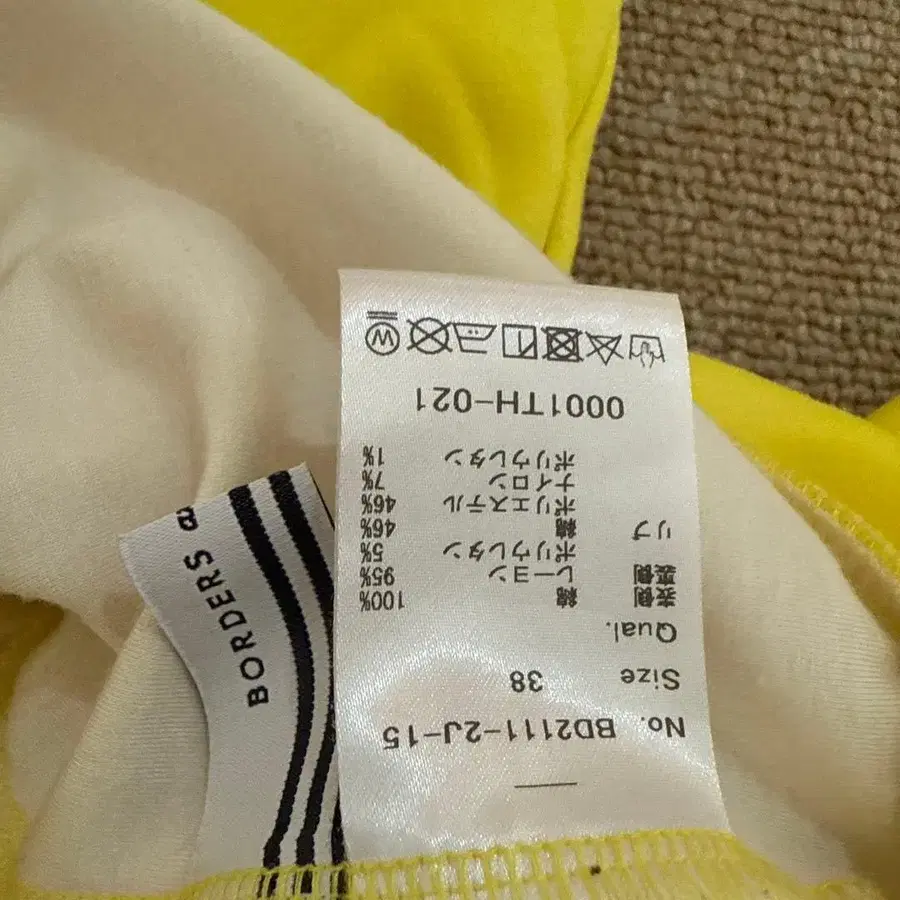 No. BD2111-2J-15
Size 38
Qual.
表側 綿 100%
裏側 レーヨン 95%
ポリウレタン 5%
リブ 綿 46%
ポリエステル 46%
ナイロン 7%
ポリウレタン 1%
0001TH-021
W
BORDERS